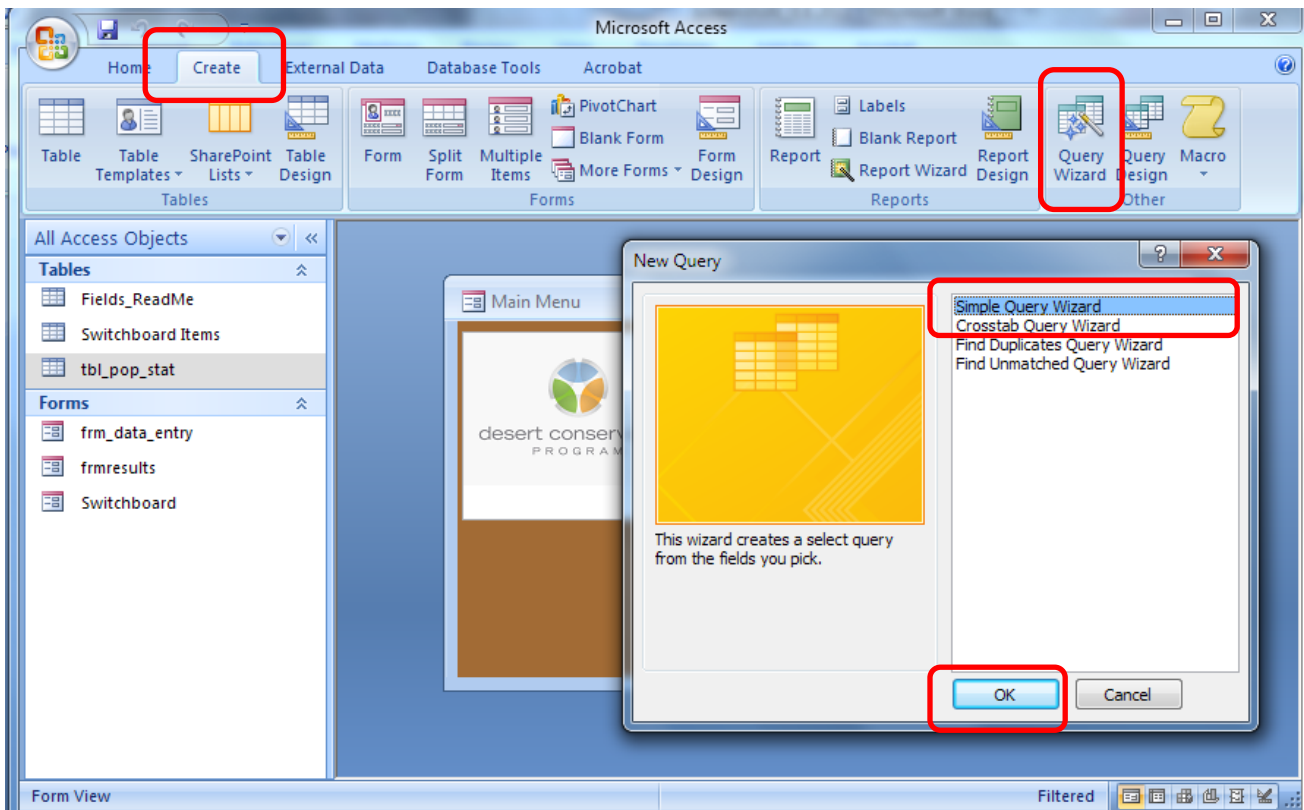 Microsoft Access
Home Create External Data Database Tools Acrobat
Table
Table Templates
SharePoint Lists
Table Design
Tables
Form
Split Form
Multiple Items
PivotChart
Blank Form
More Forms
Form Design
Forms
Report
Labels
Blank Report
Report Wizard
Report Design
Reports
Query Wizard
Query Design
Macro
Other
All Access Objects
Tables
Fields_ReadMe
Switchboard Items
tbl_pop_stat
Forms
frm_data_entry
frmresults
Switchboard
Main Menu
desert conserv
PROGRAM
New Query
Simple Query Wizard
Crosstab Query Wizard
Find Duplicates Query Wizard
Find Unmatched Query Wizard
This wizard creates a select query
from the fields you pick.
OK
Cancel
Form View
Filtered